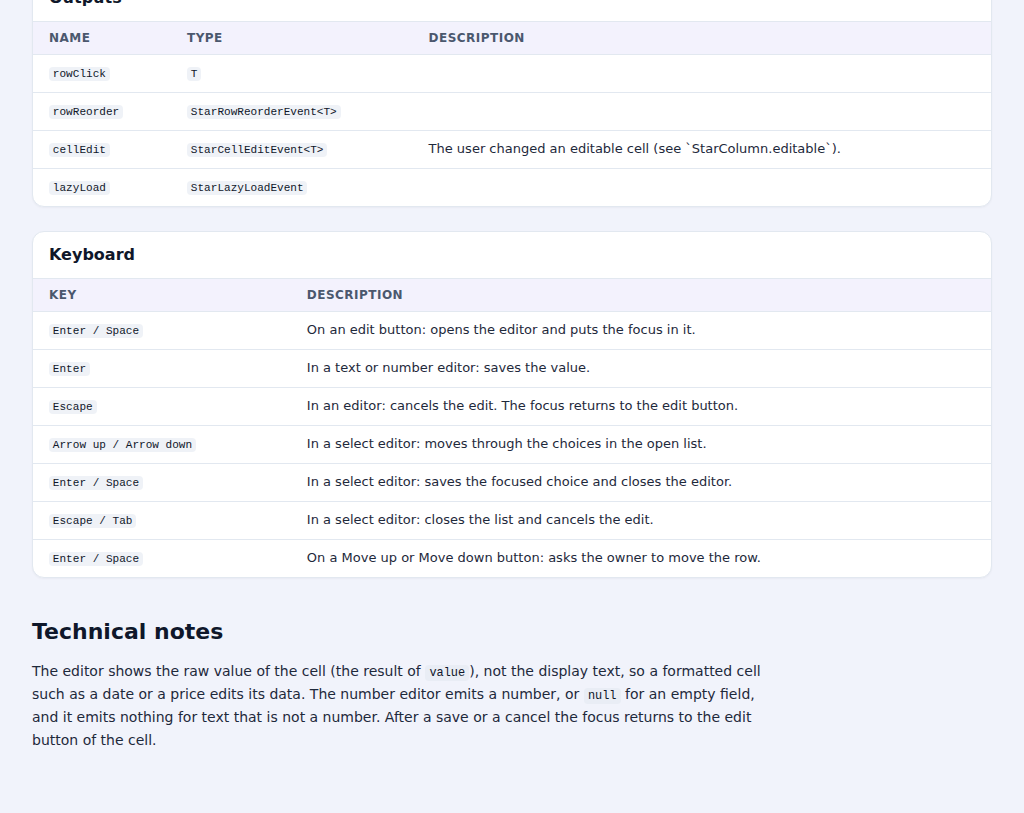 Outputs
NAME TYPE DESCRIPTION
rowClick T
rowReorder StarRowReorderEvent<T>
cellEdit StarCellEditEvent<T> The user changed an editable cell (see `StarColumn.editable`).
lazyLoad StarLazyLoadEvent
Keyboard
KEY DESCRIPTION
Enter / Space On an edit button: opens the editor and puts the focus in it.
Enter In a text or number editor: saves the value.
Escape In an editor: cancels the edit. The focus returns to the edit button.
Arrow up / Arrow down In a select editor: moves through the choices in the open list.
Enter / Space In a select editor: saves the focused choice and closes the editor.
Escape / Tab In a select editor: closes the list and cancels the edit.
Enter / Space On a Move up or Move down button: asks the owner to move the row.
Technical notes
The editor shows the raw value of the cell (the result of value), not the display text, so a formatted cell
such as a date or a price edits its data. The number editor emits a number, or null for an empty field,
and it emits nothing for text that is not a number. After a save or a cancel the focus returns to the edit
button of the cell.